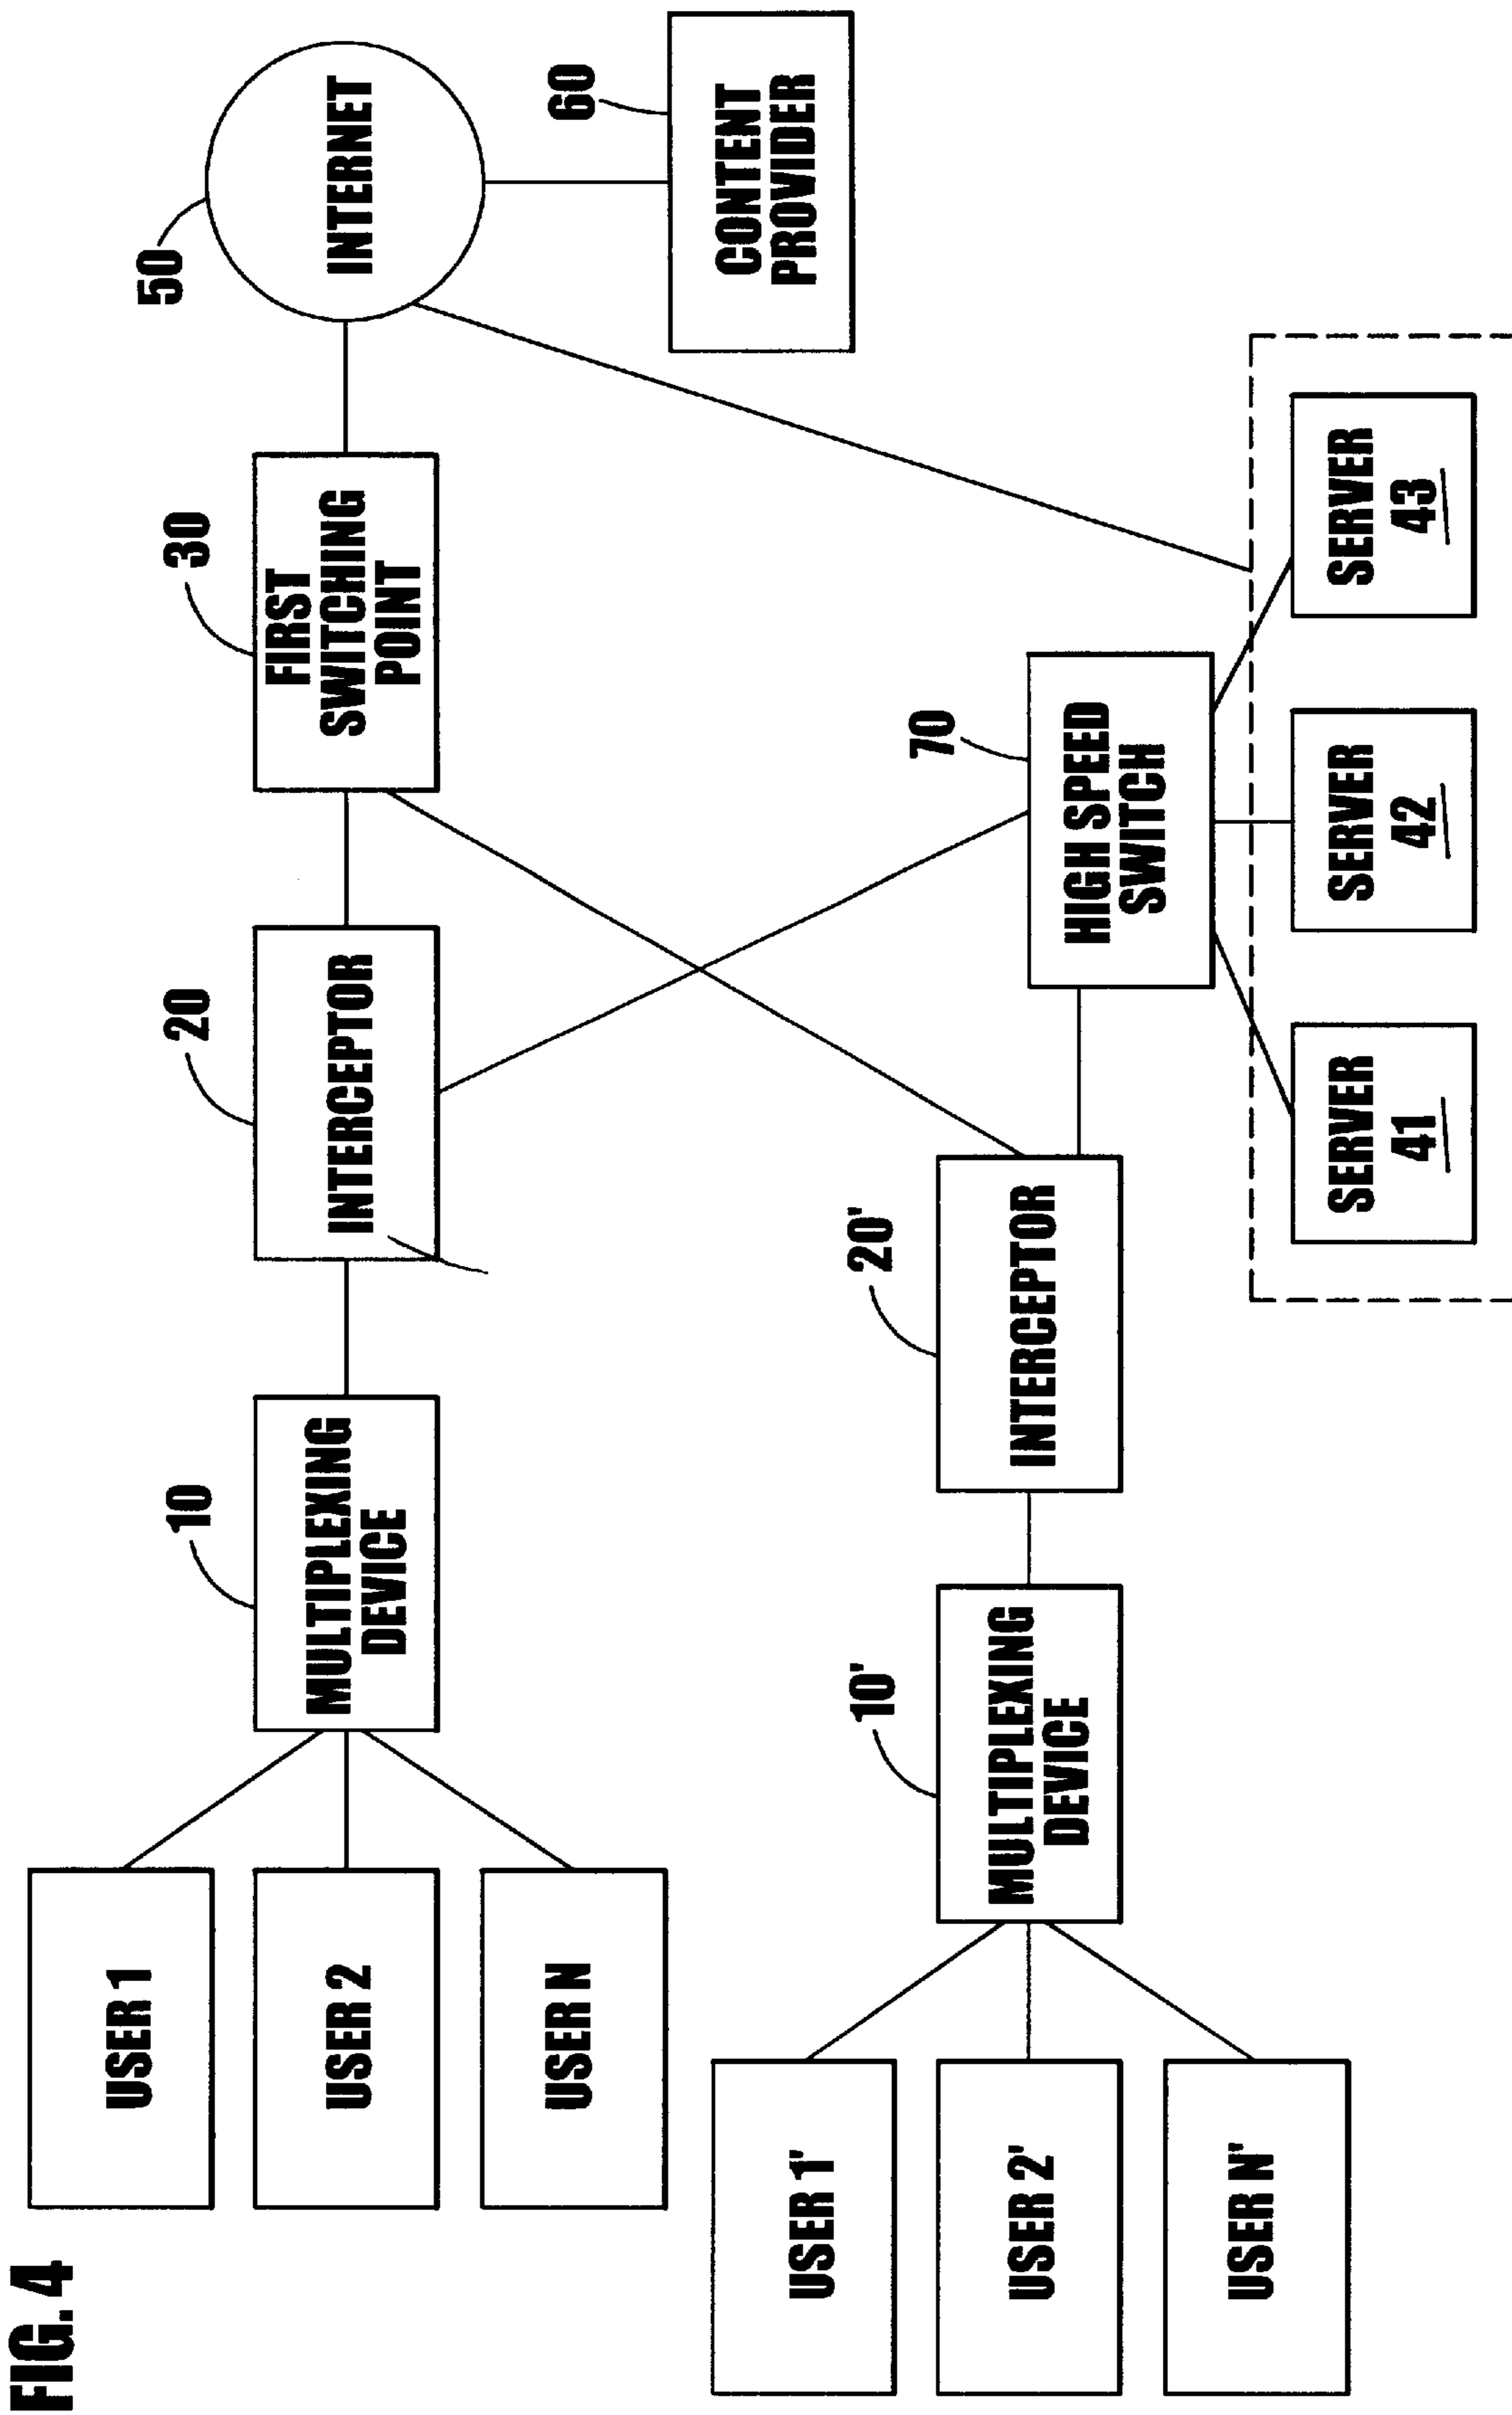 FIG. 4
USER 1
USER 2
USER N
10
MULTIPLEXING
DEVICE
20
INTERCEPTOR
30
FIRST
SWITCHING
POINT
50
INTERNET
60
CONTENT
PROVIDER
USER 1'
USER 2'
USER N'
10'
MULTIPLEXING
DEVICE
20'
INTERCEPTOR
70
HIGH SPEED
SWITCH
SERVER
41
SERVER
42
SERVER
43